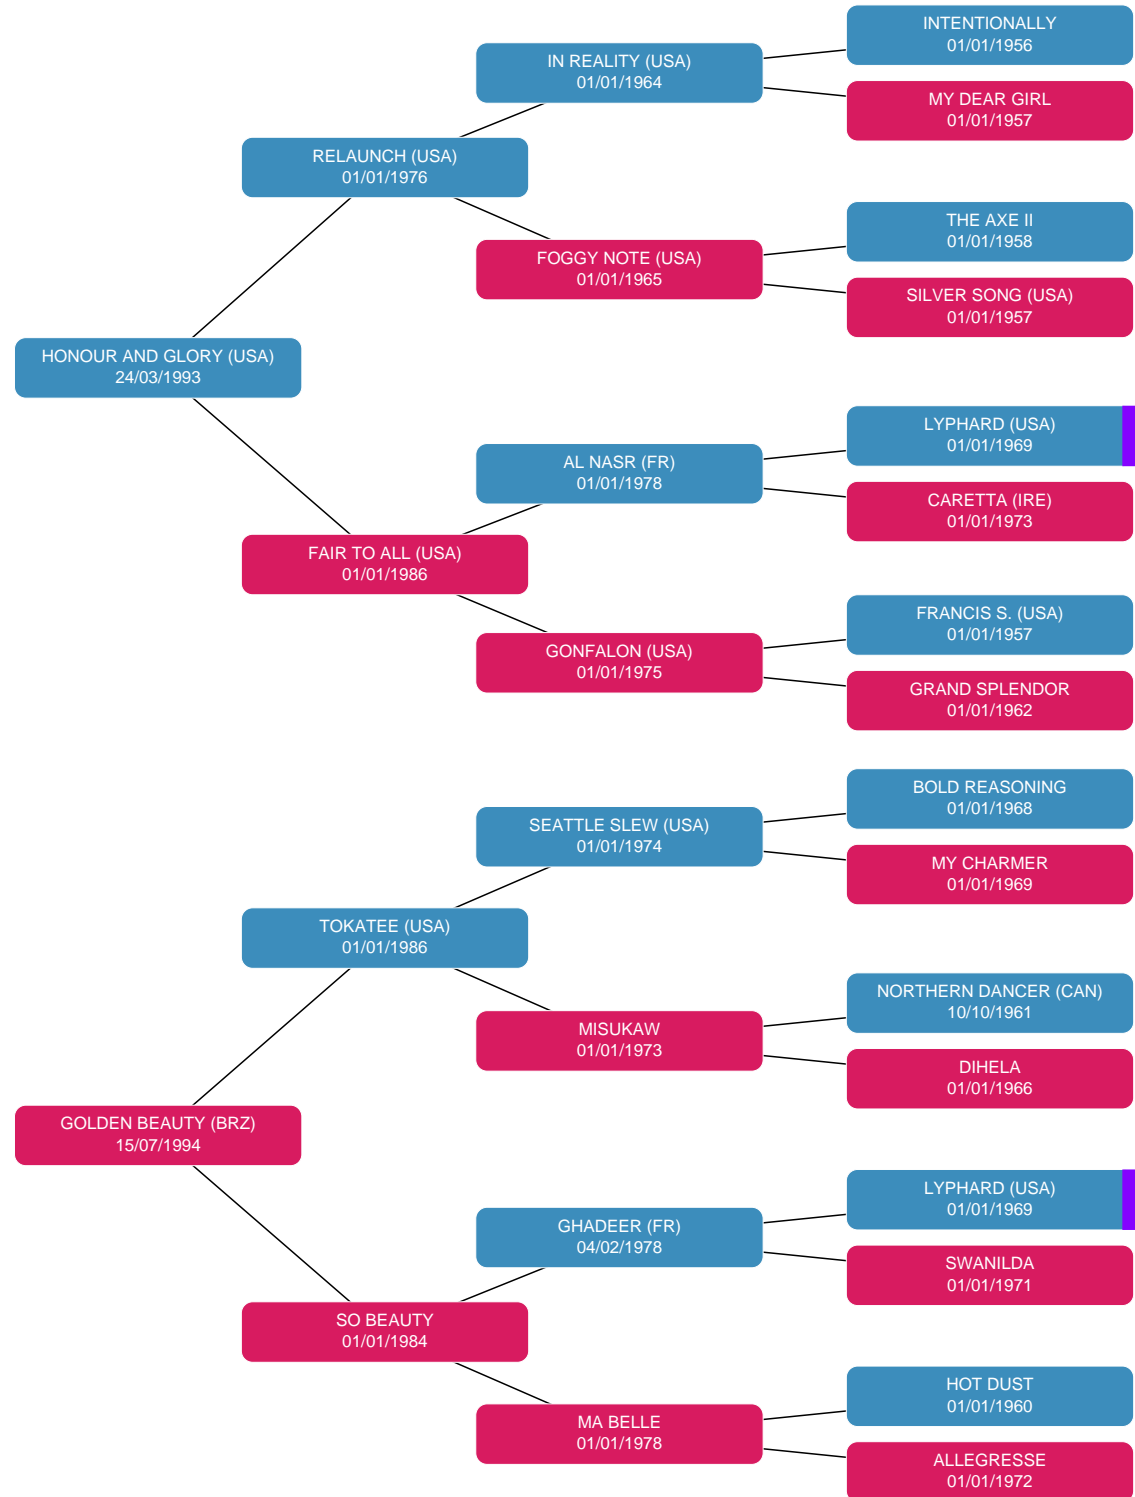 INTENTIONALLY
01/01/1956
IN REALITY (USA)
01/01/1964
MY DEAR GIRL
01/01/1957
RELAUNCH (USA)
01/01/1976
THE AXE II
01/01/1958
FOGGY NOTE (USA)
01/01/1965
SILVER SONG (USA)
01/01/1957
HONOUR AND GLORY (USA)
24/03/1993
LYPHARD (USA)
01/01/1969
AL NASR (FR)
01/01/1978
CARETTA (IRE)
01/01/1973
FAIR TO ALL (USA)
01/01/1986
FRANCIS S. (USA)
01/01/1957
GONFALON (USA)
01/01/1975
GRAND SPLENDOR
01/01/1962
BOLD REASONING
01/01/1968
SEATTLE SLEW (USA)
01/01/1974
MY CHARMER
01/01/1969
TOKATEE (USA)
01/01/1986
NORTHERN DANCER (CAN)
10/10/1961
MISUKAW
01/01/1973
DIHELA
01/01/1966
GOLDEN BEAUTY (BRZ)
15/07/1994
LYPHARD (USA)
01/01/1969
GHADEER (FR)
04/02/1978
SWANILDA
01/01/1971
SO BEAUTY
01/01/1984
HOT DUST
01/01/1960
MA BELLE
01/01/1978
ALLEGRESSE
01/01/1972